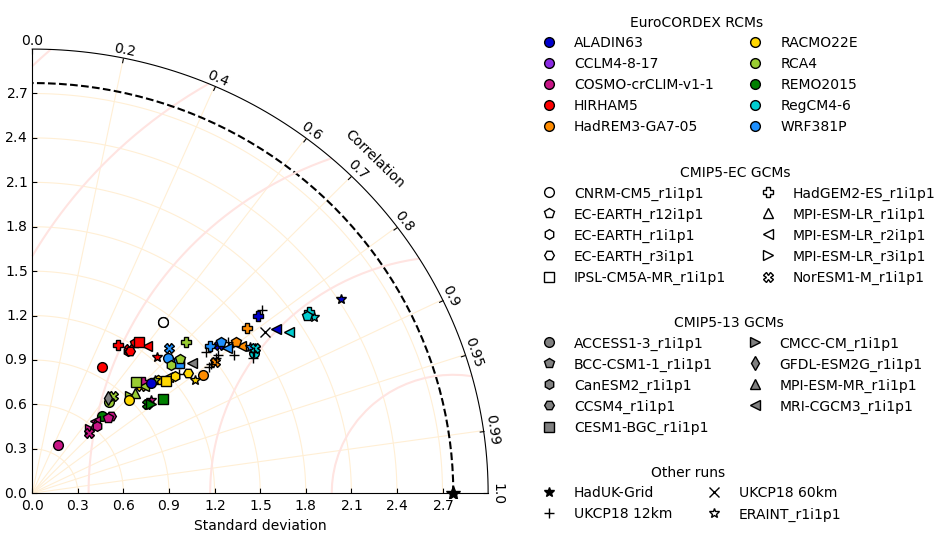 EuroCORDEX RCMs
ALADIN63
RACMO22E
CCLM4-8-17
RCA4
COSMO-crCLIM-v1-1
REMO2015
HIRHAM5
RegCM4-6
HadREM3-GA7-05
WRF381P
CMIP5-EC GCMs
CNRM-CM5_r1i1p1
HadGEM2-ES_r1i1p1
EC-EARTH_r12i1p1
MPI-ESM-LR_r1i1p1
EC-EARTH_r1i1p1
MPI-ESM-LR_r2i1p1
EC-EARTH_r3i1p1
MPI-ESM-LR_r3i1p1
IPSL-CM5A-MR_r1i1p1
NorESM1-M_r1i1p1
CMIP5-13 GCMs
ACCESS1-3_r1i1p1
CMCC-CM_r1i1p1
BCC-CSM1-1_r1i1p1
GFDL-ESM2G_r1i1p1
CanESM2_r1i1p1
MPI-ESM-MR_r1i1p1
CCSM4_r1i1p1
MRI-CGCM3_r1i1p1
CESM1-BGC_r1i1p1
Other runs
HadUK-Grid
UKCP18 60km
UKCP18 12km
ERAINT_r1i1p1
0.0
0.2
0.4
0.6
0.7
0.8
0.9
0.95
0.99
1.0
Correlation
2.7
2.4
2.1
1.8
1.5
1.2
0.9
0.6
0.3
0.0
0.0 0.3 0.6 0.9 1.2 1.5 1.8 2.1 2.4 2.7
Standard deviation